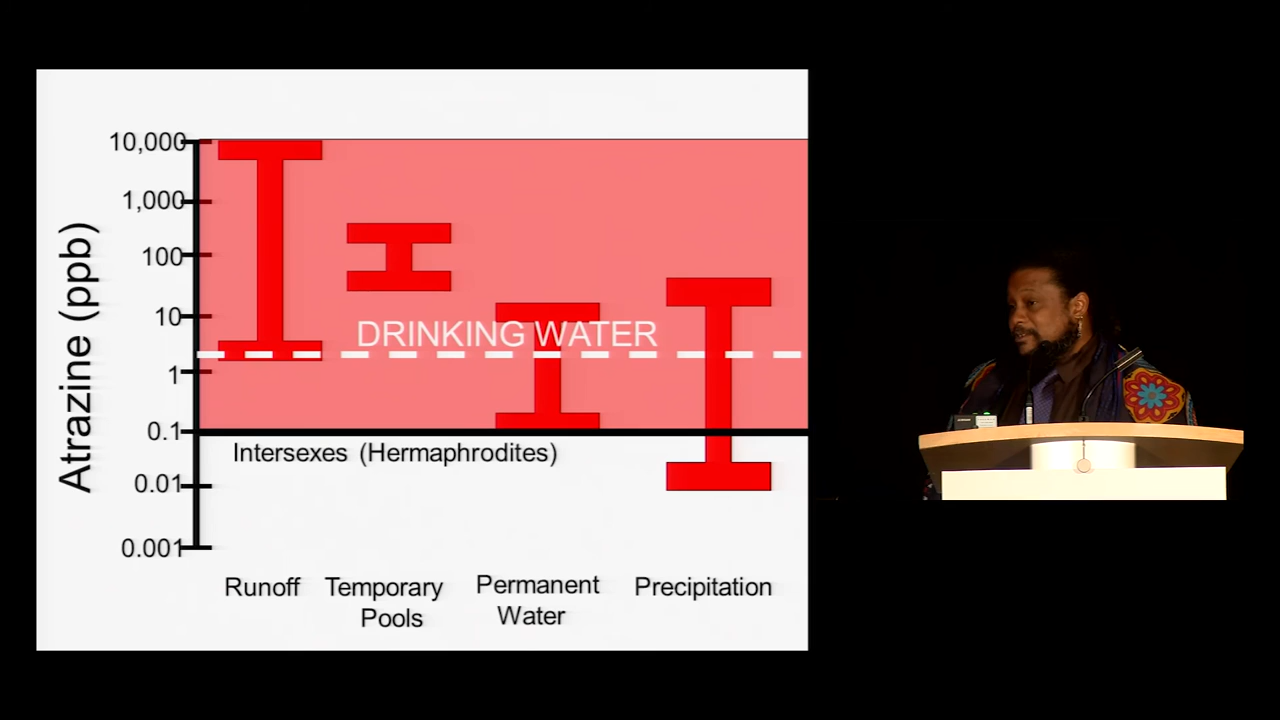 10,000
1,000
100
10
1
0.1
0.01
0.001
Atrazine (ppb)
DRINKING WATER
Intersexes (Hermaphrodites)
Runoff
Temporary
Pools
Permanent
Water
Precipitation